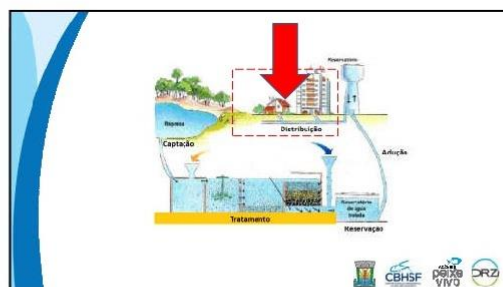 Reservatório
Represa
Captação
Distribuição
Adução
Reservatório
de água
tratada
Tratamento
Reservação
CBHSF
peixe
vivo
DRZ